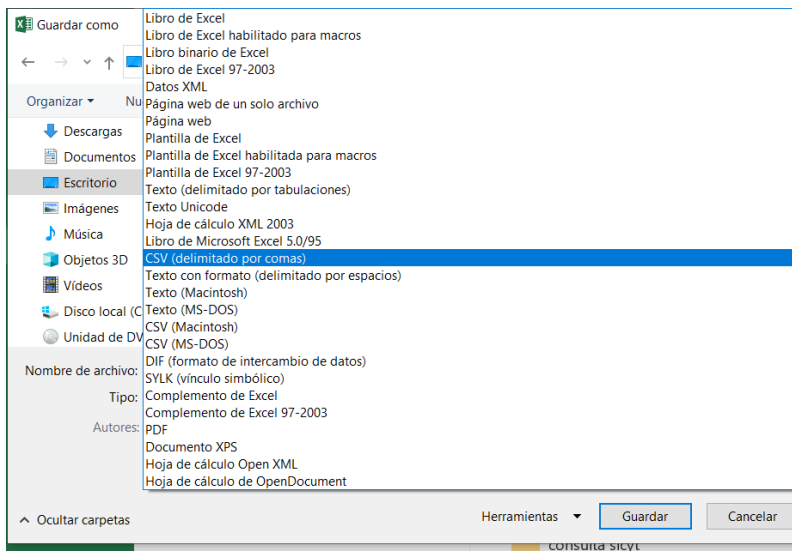 Guardar como
Organizar
Nu
Descargas
Documentos
Escritorio
Imágenes
Música
Objetos 3D
Vídeos
Disco local (C
Unidad de DV
Libro de Excel
Libro de Excel habilitado para macros
Libro binario de Excel
Libro de Excel 97-2003
Datos XML
Página web de un solo archivo
Página web
Plantilla de Excel
Plantilla de Excel habilitada para macros
Plantilla de Excel 97-2003
Texto (delimitado por tabulaciones)
Texto Unicode
Hoja de cálculo XML 2003
Libro de Microsoft Excel 5.0/95
CSV (delimitado por comas)
Texto con formato (delimitado por espacios)
Texto (Macintosh)
Texto (MS-DOS)
CSV (Macintosh)
CSV (MS-DOS)
DIF (formato de intercambio de datos)
SYLK (vínculo simbólico)
Complemento de Excel
Complemento de Excel 97-2003
PDF
Documento XPS
Hoja de cálculo Open XML
Hoja de cálculo de OpenDocument
Nombre de archivo:
Tipo:
Autores:
Ocultar carpetas
Herramientas
Guardar
Cancelar
consulta sicyt